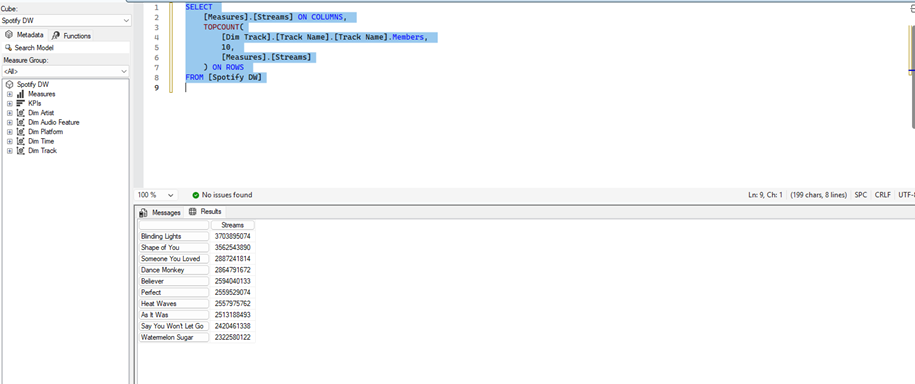 Cube:
Spotify DW
Metadata Functions
Search Model
Measure Group:
<All>
Spotify DW
Measures
KPIs
Dim Artist
Dim Audio Feature
Dim Platform
Dim Time
Dim Track
1 SELECT
2 [Measures].[Streams] ON COLUMNS,
3 TOPCOUNT(
4 [Dim Track].[Track Name].[Track Name].Members,
5 10,
6 [Measures].[Streams]
7 ) ON ROWS
8 FROM [Spotify DW]
9
100 % No issues found Ln: 9, Ch: 1 (199 chars, 8 lines) SPC CRLF UTF-8
Messages Results
Streams
Blinding Lights 3703895074
Shape of You 3562543890
Someone You Loved 2887241814
Dance Monkey 2864791672
Believer 2594040133
Perfect 2559529074
Heat Waves 2557975762
As It Was 2513188493
Say You Won't Let Go 2420461338
Watermelon Sugar 2322580122